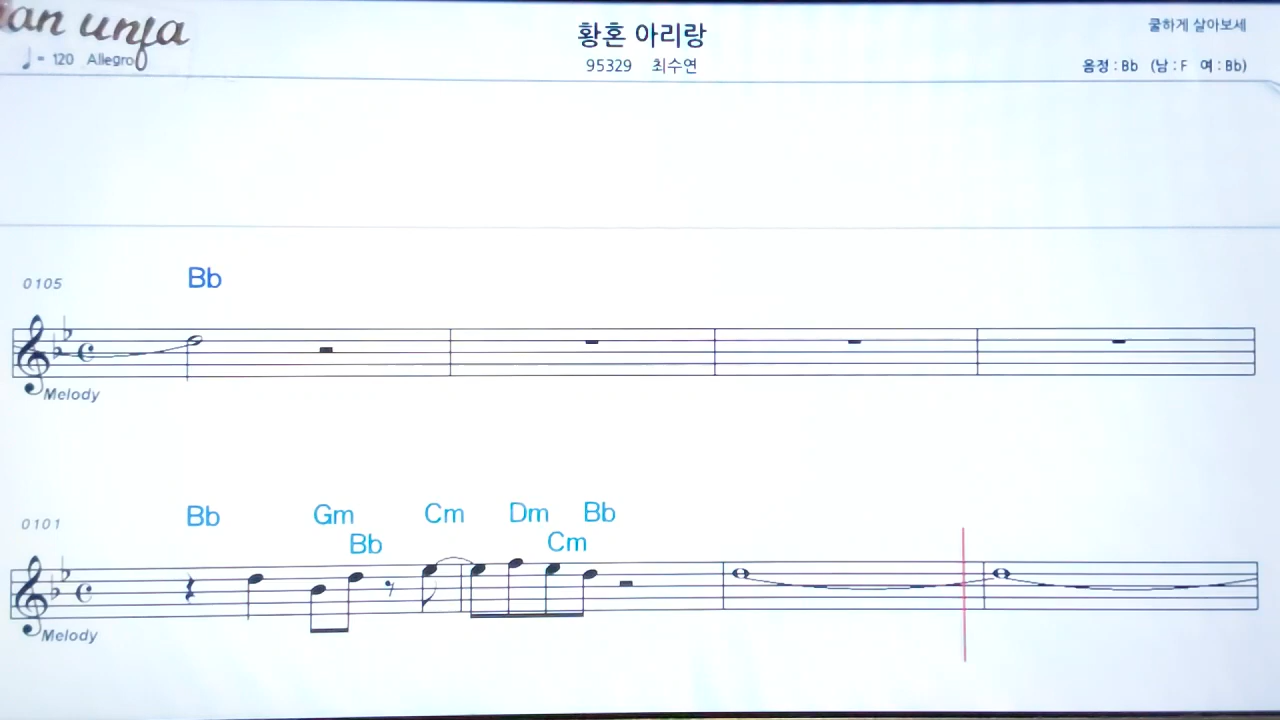 an unja
♩ = 120 Allegro
황혼 아리랑
95329 최수연
쿨하게 살아보세
음정 : Bb (남 : F 여 : Bb)
0105
Bb
Melody
0101
Bb Gm Cm Dm Bb
Bb Cm
Melody